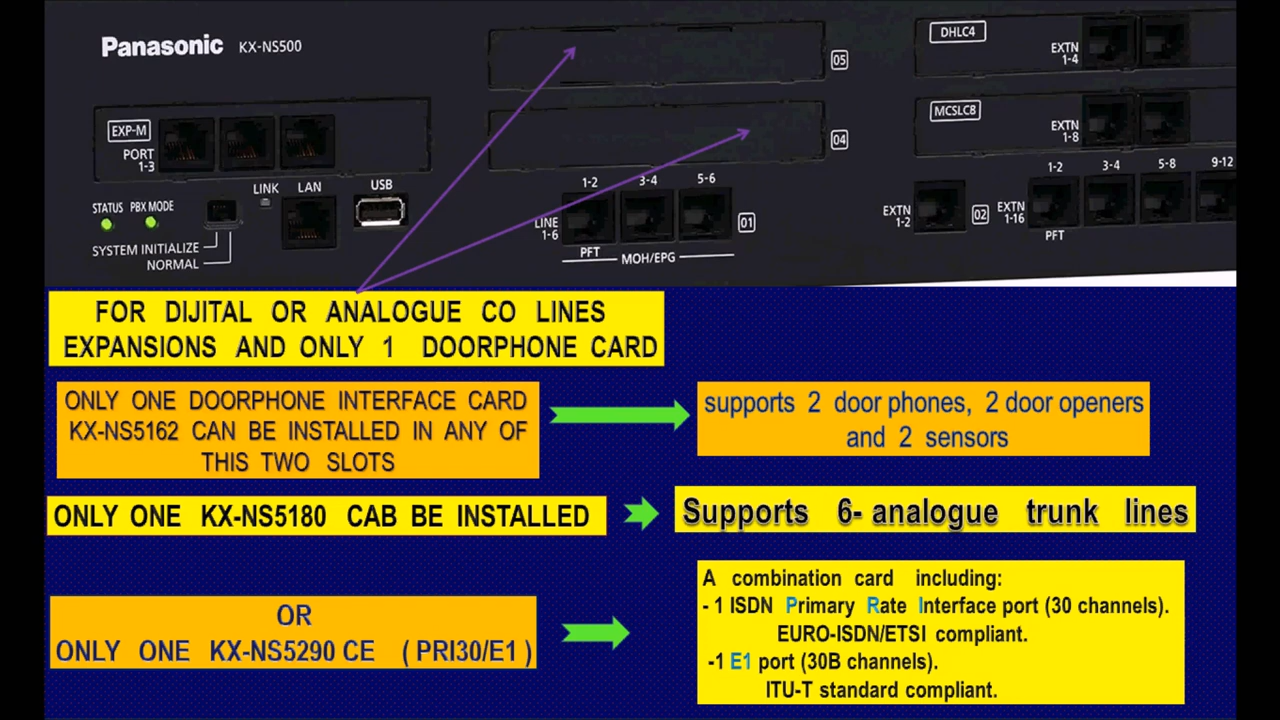 Panasonic KX-NS500
EXP-M
PORT
1-3
LINK
LAN
USB
STATUS
PBX MODE
SYSTEM INITIALIZE
NORMAL
05
04
1-2
3-4
5-6
LINE
1-6
01
PFT
MOH/EPG
DHLC4
EXTN
1-4
MCSLC8
EXTN
1-8
1-2
3-4
5-8
9-12
EXTN
1-2
02
EXTN
1-16
PFT
FOR DIJITAL OR ANALOGUE CO LINES
EXPANSIONS AND ONLY 1 DOORPHONE CARD
ONLY ONE DOORPHONE INTERFACE CARD
KX-NS5162 CAN BE INSTALLED IN ANY OF
THIS TWO SLOTS
supports 2 door phones, 2 door openers
and 2 sensors
ONLY ONE KX-NS5180 CAB BE INSTALLED
Supports 6- analogue trunk lines
OR
ONLY ONE KX-NS5290 CE ( PRI30/E1 )
A combination card including:
- 1 ISDN Primary Rate Interface port (30 channels).
EURO-ISDN/ETSI compliant.
-1 E1 port (30B channels).
ITU-T standard compliant.